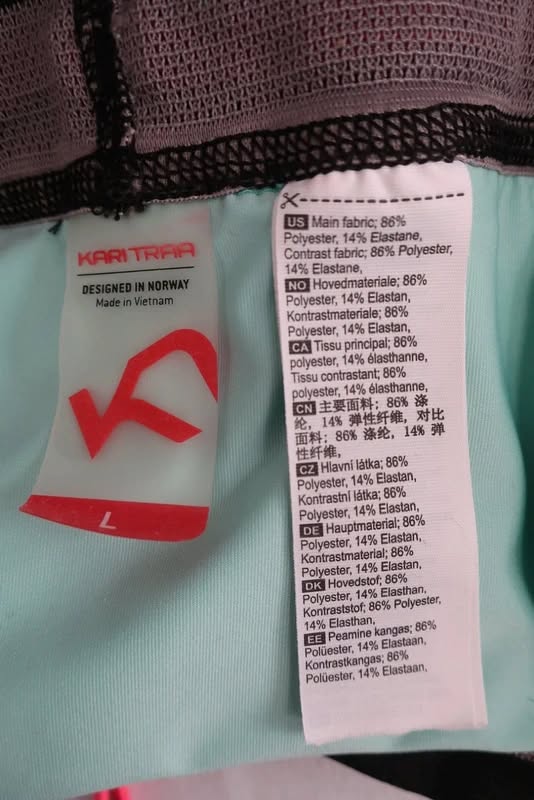 KARI TRAA
DESIGNED IN NORWAY
Made in Vietnam
L
US Main fabric; 86%
Polyester, 14% Elastane,
Contrast fabric; 86% Polyester,
14% Elastane,
NO Hovedmateriale; 86%
Polyester, 14% Elastan,
Kontrastmateriale; 86%
Polyester, 14% Elastan,
CA Tissu principal; 86%
polyester, 14% élasthanne,
Tissu contrastant; 86%
polyester, 14% élasthanne,
CN 主要面料; 86% 涤
纶, 14% 弹性纤维, 对比
面料; 86% 涤纶, 14% 弹
性纤维,
CZ Hlavní látka; 86%
Polyester, 14% Elastan,
Kontrastní látka; 86%
Polyester, 14% Elastan,
DE Hauptmaterial; 86%
Polyester, 14% Elastan,
Kontrastmaterial; 86%
Polyester, 14% Elastan,
DK Hovedstof; 86%
Polyester, 14% Elasthan,
Kontraststof; 86% Polyester,
14% Elasthan,
EE Peamine kangas; 86%
Polüester, 14% Elastaan,
Kontrastkangas; 86%
Polüester, 14% Elastaan,